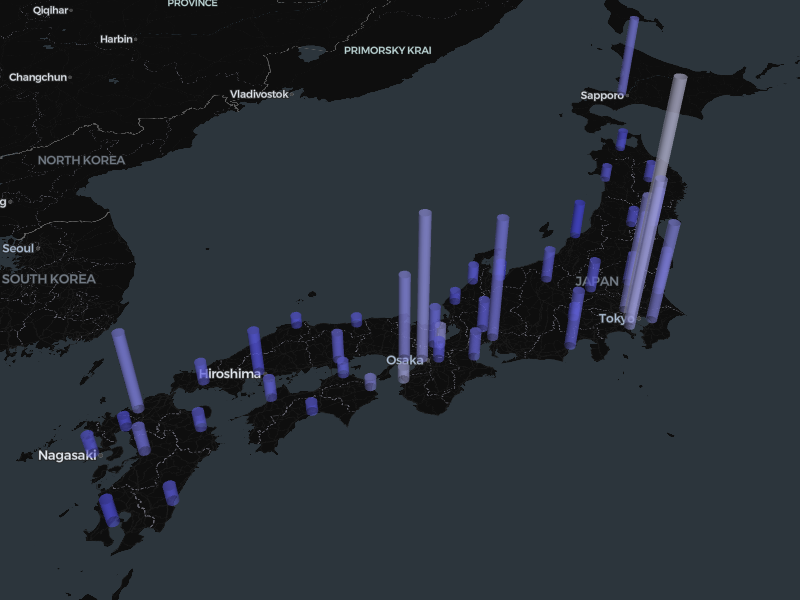 PROVINCE
Qiqihar
Harbin
PRIMORSKY KRAI
Changchun
Vladivostok
Sapporo
NORTH KOREA
g
Seoul
SOUTH KOREA
JAPAN
Tokyo
Osaka
Hiroshima
Nagasaki